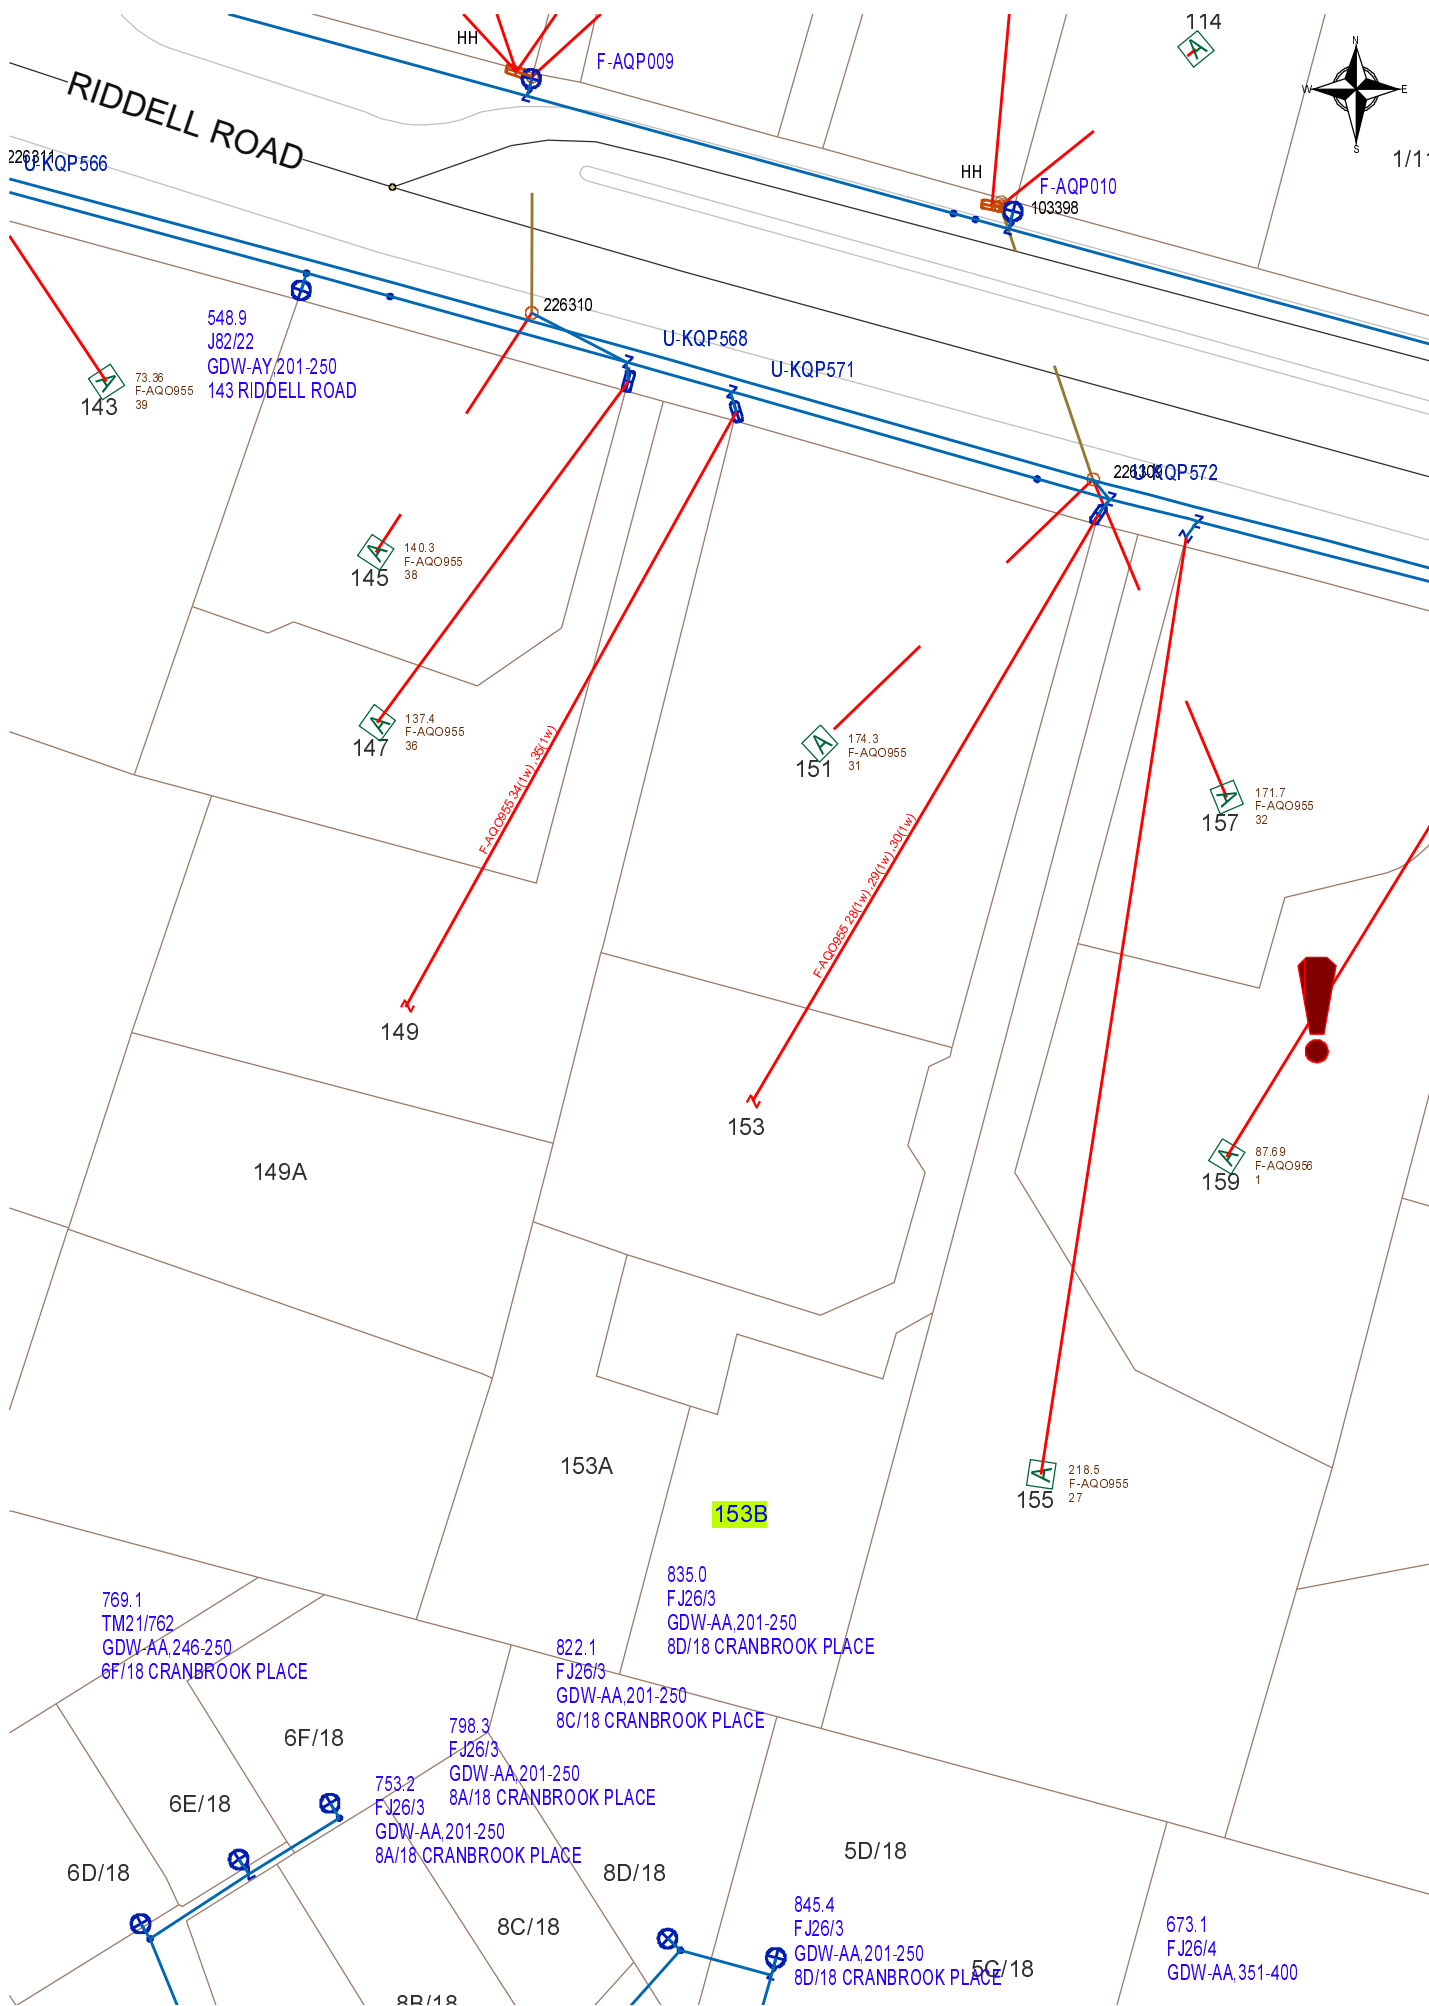 HH
F-AQP009
114
N
W
E
S
RIDDELL ROAD
226311
U-KQP566
HH
F-AQP010
103398
226310
548.9
J82/22
GDW-AY,201-250
143 RIDDELL ROAD
U-KQP568
U-KQP571
73.36
F-AQO955
39
143
U-KQP572
140.3
F-AQO955
38
145
137.4
F-AQO955
36
147
F-AQO955 34(1w),35(1w)
174.3
F-AQO955
31
151
F-AQO955 28(1w),29(1w),30(1w)
171.7
F-AQO955
32
157
149
153
149A
87.69
F-AQO956
1
159
153A
153B
218.5
F-AQO955
27
155
835.0
FJ26/3
GDW-AA,201-250
8D/18 CRANBROOK PLACE
769.1
TM21/762
GDW-AA,246-250
6F/18 CRANBROOK PLACE
822.1
FJ26/3
GDW-AA,201-250
8C/18 CRANBROOK PLACE
798.3
FJ26/3
GDW-AA,201-250
8A/18 CRANBROOK PLACE
6F/18
753.2
FJ26/3
GDW-AA,201-250
8A/18 CRANBROOK PLACE
6E/18
6D/18
8D/18
5D/18
8C/18
845.4
FJ26/3
GDW-AA,201-250
8D/18 CRANBROOK PLACE
5C/18
673.1
FJ26/4
GDW-AA,351-400
8B/18